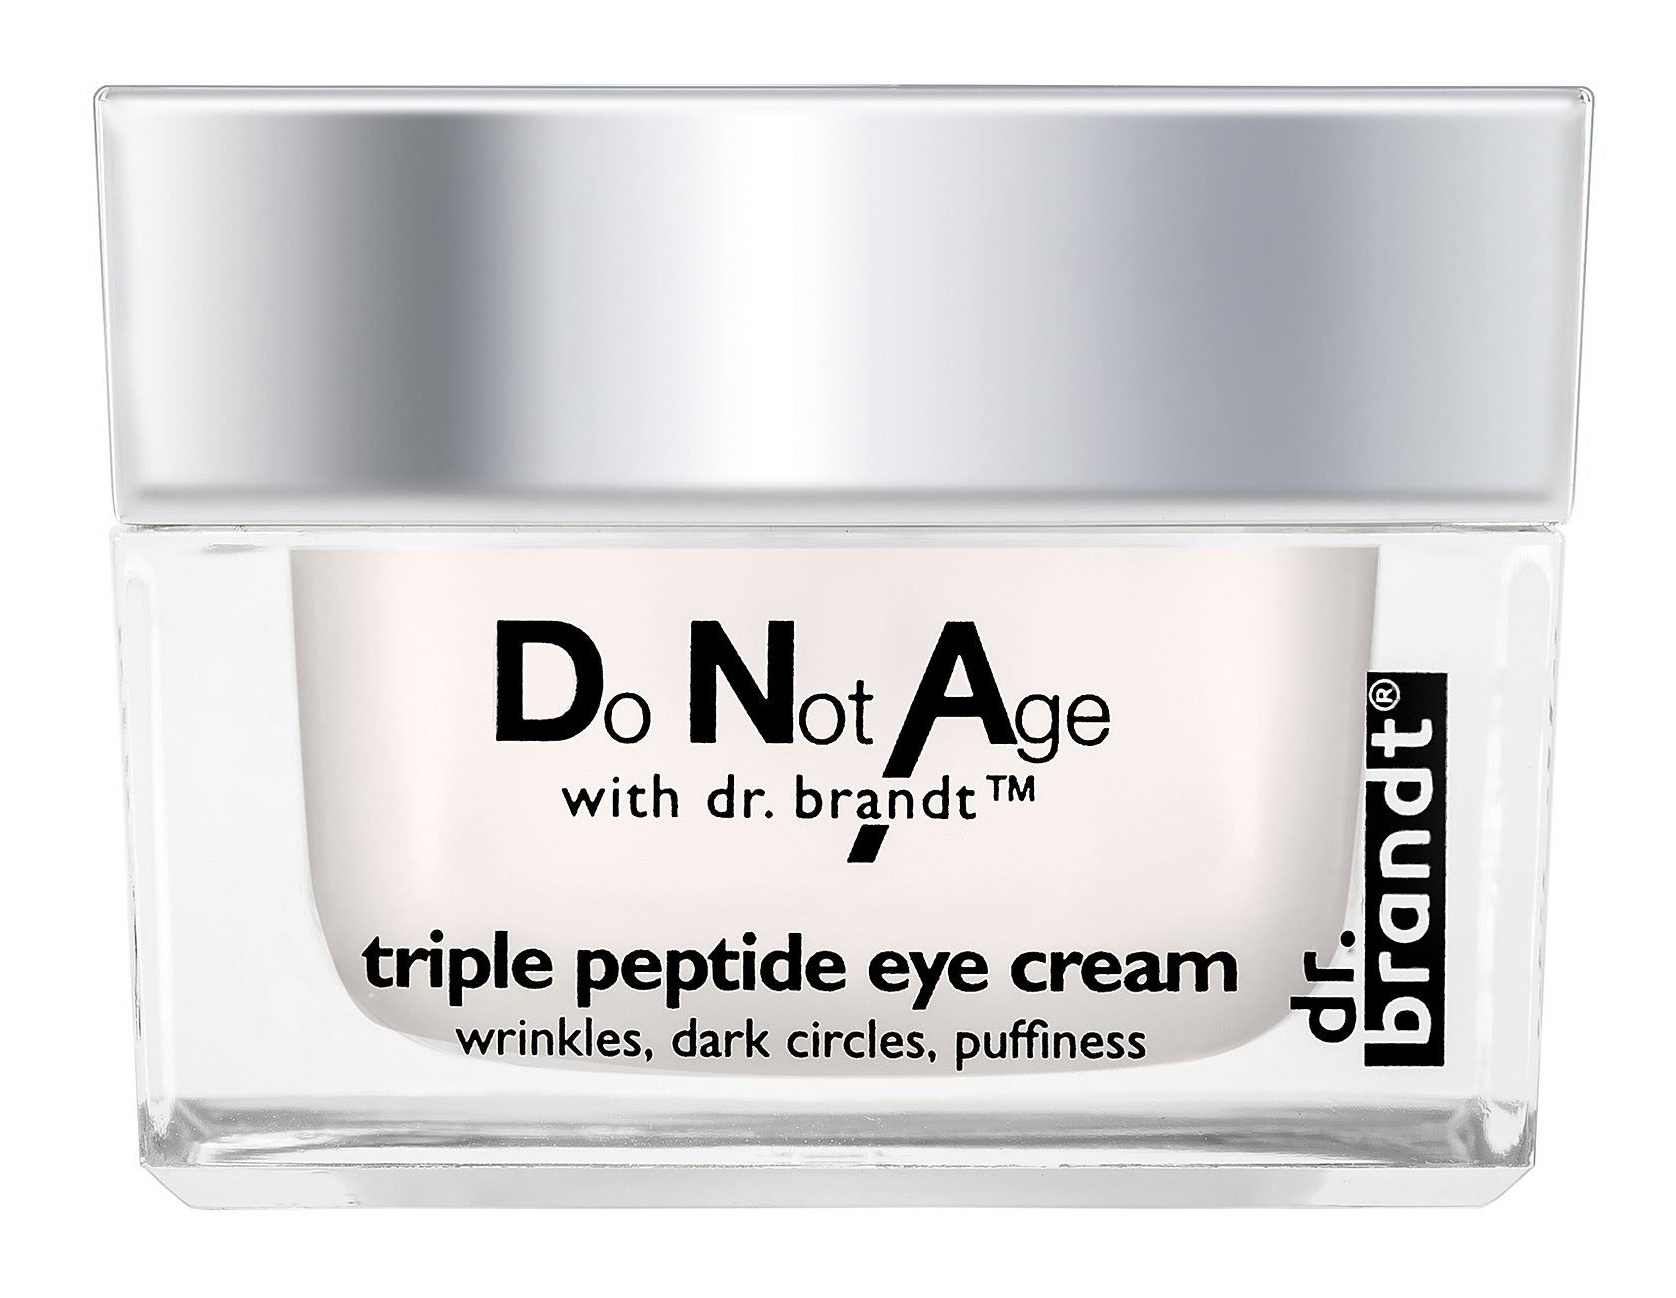 Do Not Age
with dr. brandt™
triple peptide eye cream
wrinkles, dark circles, puffiness
dr.
brandt®